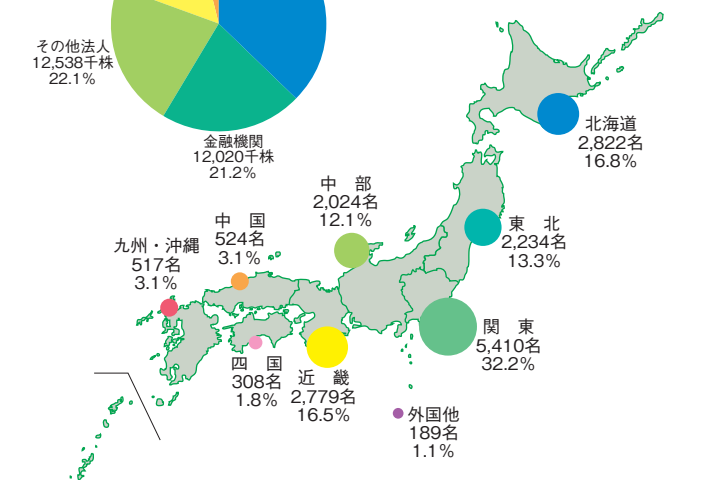 その他法人
12,538千株
22.1%
金融機関
12,020千株
21.2%
北海道
2,822名
16.8%
東　北
2,234名
13.3%
中　部
2,024名
12.1%
中　国
524名
3.1%
九州・沖縄
517名
3.1%
関　東
5,410名
32.2%
四　国
308名
1.8%
近　畿
2,779名
16.5%
外国他
189名
1.1%